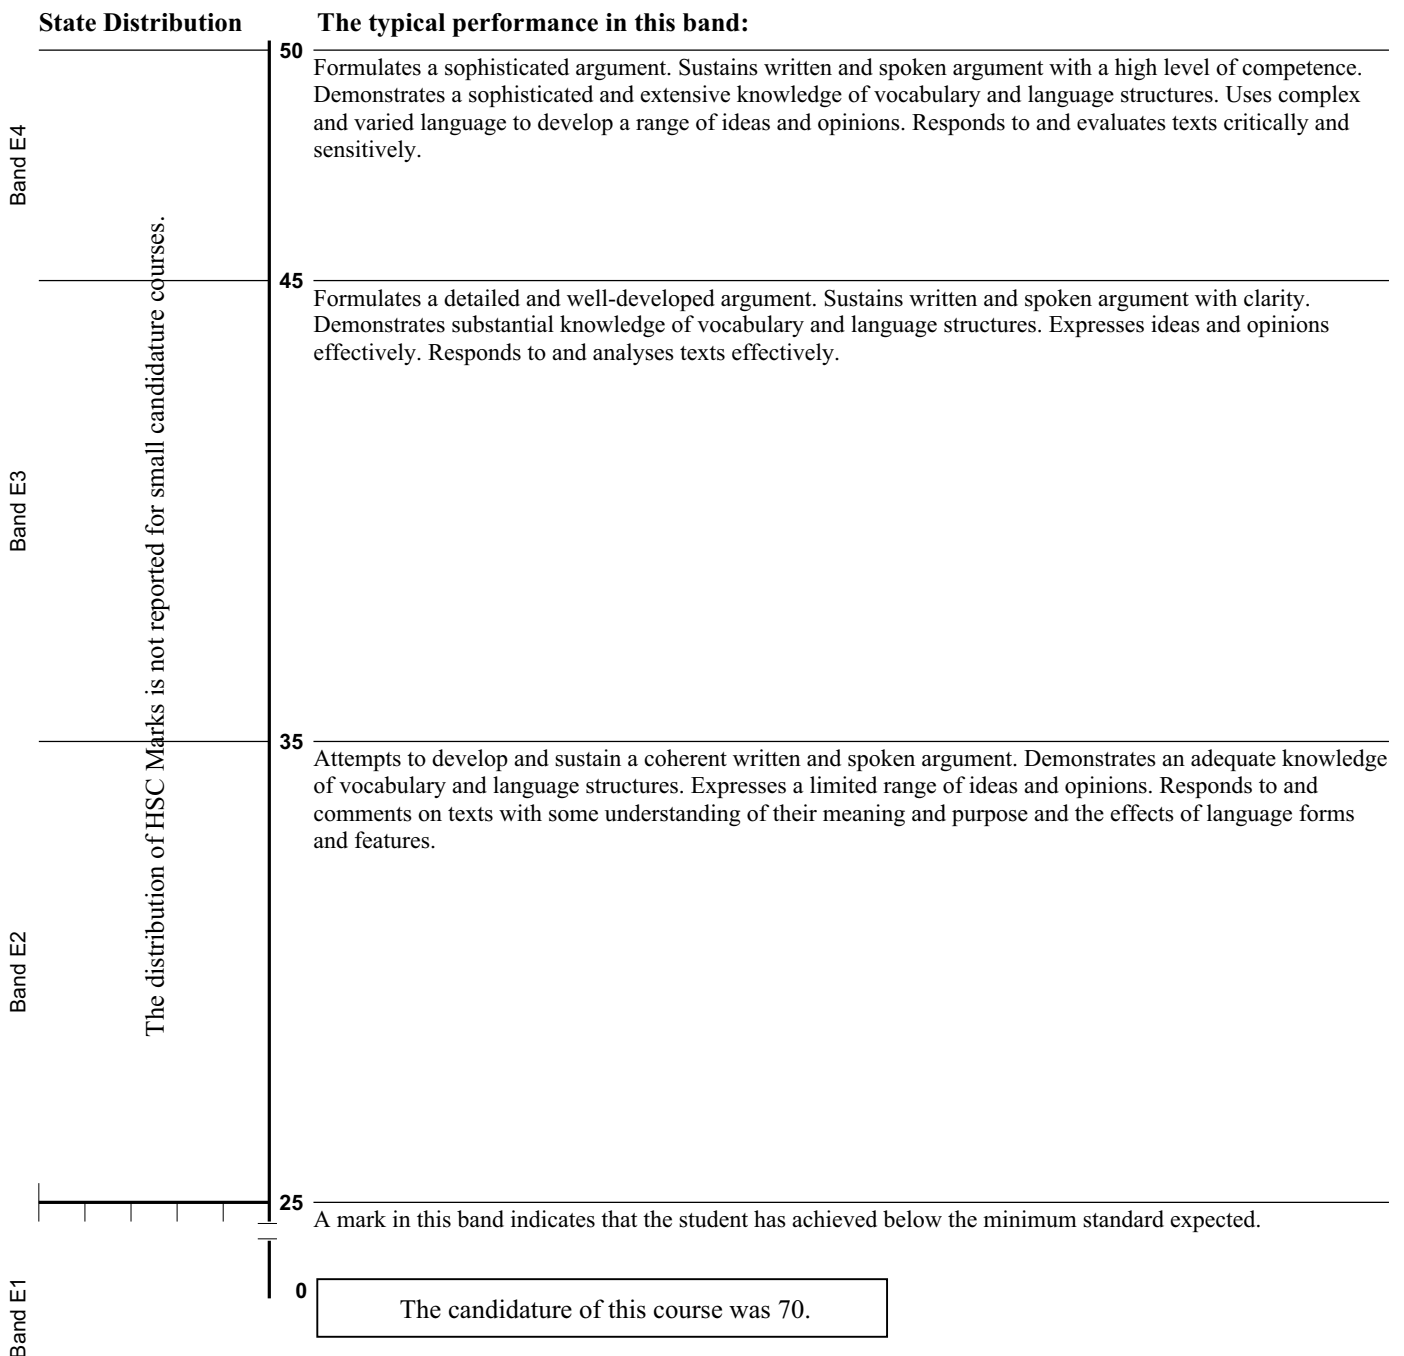 State Distribution
The typical performance in this band:
50
Formulates a sophisticated argument. Sustains written and spoken argument with a high level of competence.
Demonstrates a sophisticated and extensive knowledge of vocabulary and language structures. Uses complex
and varied language to develop a range of ideas and opinions. Responds to and evaluates texts critically and
sensitively.
Band E4
45
Formulates a detailed and well-developed argument. Sustains written and spoken argument with clarity.
Demonstrates substantial knowledge of vocabulary and language structures. Expresses ideas and opinions
effectively. Responds to and analyses texts effectively.
Band E3
The distribution of HSC Marks is not reported for small candidature courses.
35
Attempts to develop and sustain a coherent written and spoken argument. Demonstrates an adequate knowledge
of vocabulary and language structures. Expresses a limited range of ideas and opinions. Responds to and
comments on texts with some understanding of their meaning and purpose and the effects of language forms
and features.
Band E2
25
A mark in this band indicates that the student has achieved below the minimum standard expected.
0
Band E1
The candidature of this course was 70.